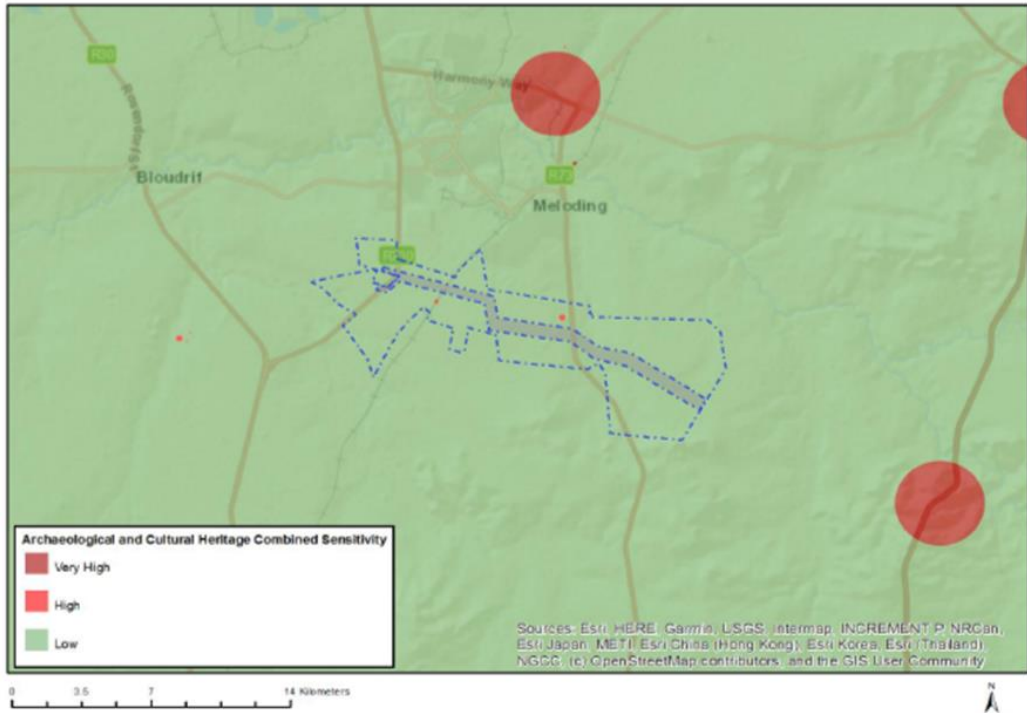 R30
Harmony Way
Bloudrif
R73
Meloding
Archaeological and Cultural Heritage Combined Sensitivity
Very High
High
Low
Sources: Esri, HERE, Garmin, USGS, Intermap, INCREMENT P, NRCan,
Esri Japan, METI, Esri China (Hong Kong), Esri Korea, Esri (Thailand),
NGCC, (c) OpenStreetMap contributors, and the GIS User Community
0 3.5 7 14 Kilometers
N